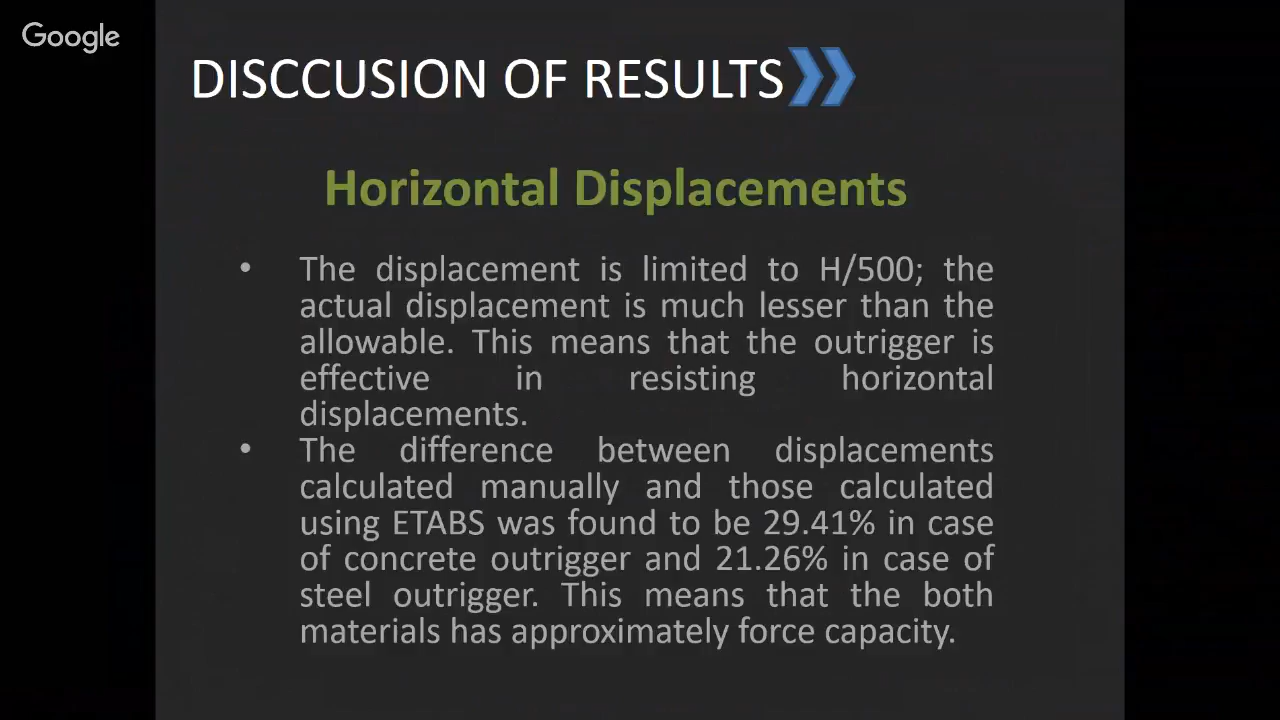 Google
DISCCUSION OF RESULTS
Horizontal Displacements
• The displacement is limited to H/500; the
actual displacement is much lesser than the
allowable. This means that the outrigger is
effective in resisting horizontal
displacements.
• The difference between displacements
calculated manually and those calculated
using ETABS was found to be 29.41% in case
of concrete outrigger and 21.26% in case of
steel outrigger. This means that the both
materials has approximately force capacity.